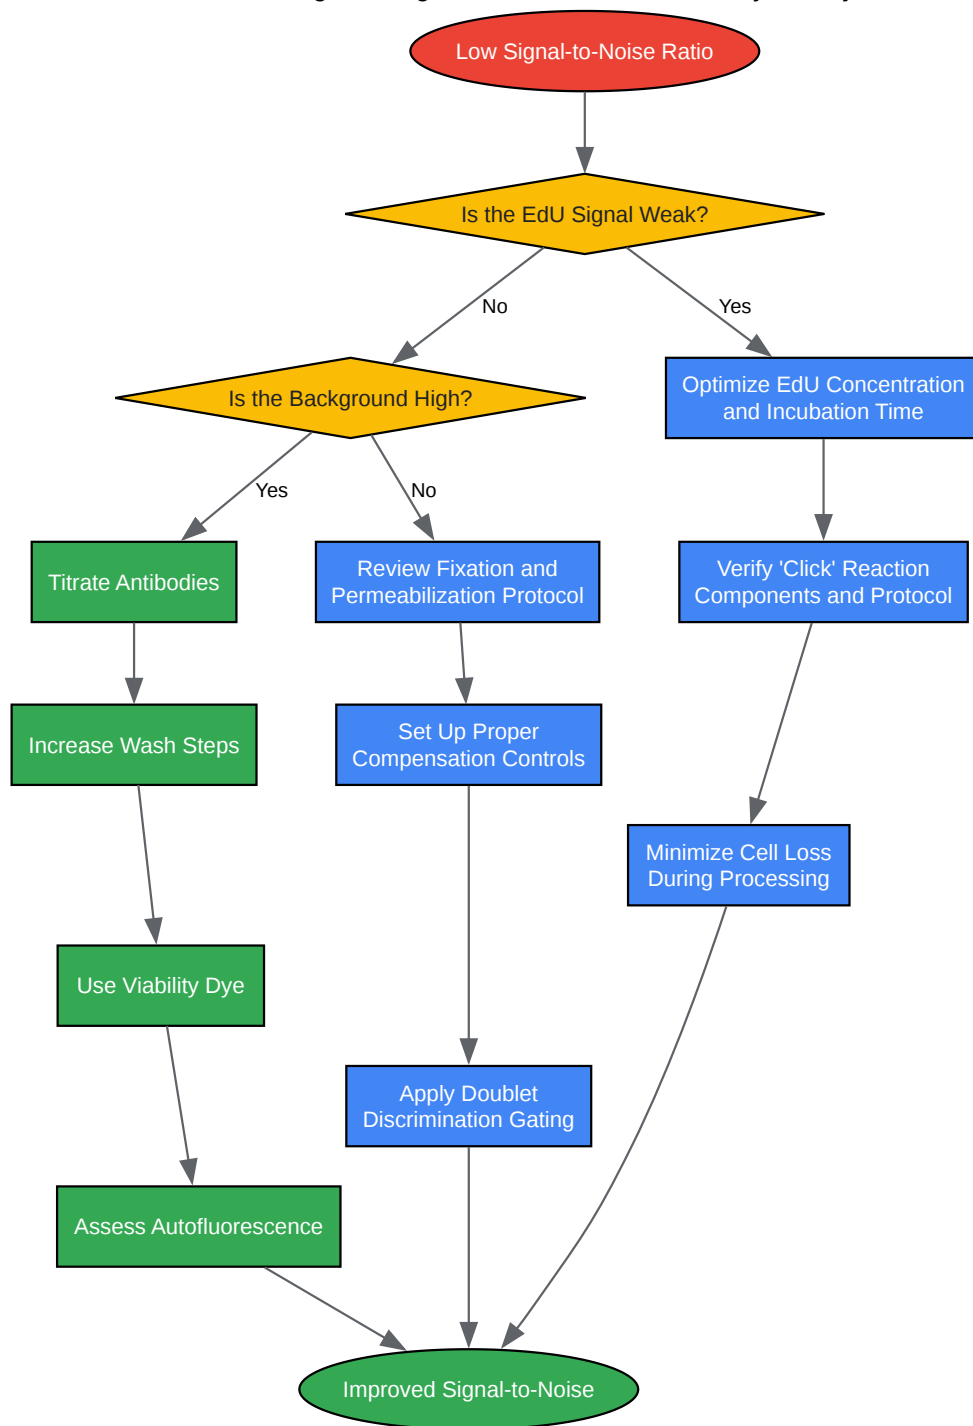 Low Signal-to-Noise Ratio
Is the EdU Signal Weak?
No
Yes
Is the Background High?
Optimize EdU Concentration
and Incubation Time
Yes
No
Titrate Antibodies
Review Fixation and
Permeabilization Protocol
Verify 'Click' Reaction
Components and Protocol
Increase Wash Steps
Set Up Proper
Compensation Controls
Minimize Cell Loss
During Processing
Use Viability Dye
Apply Doublet
Discrimination Gating
Assess Autofluorescence
Improved Signal-to-Noise